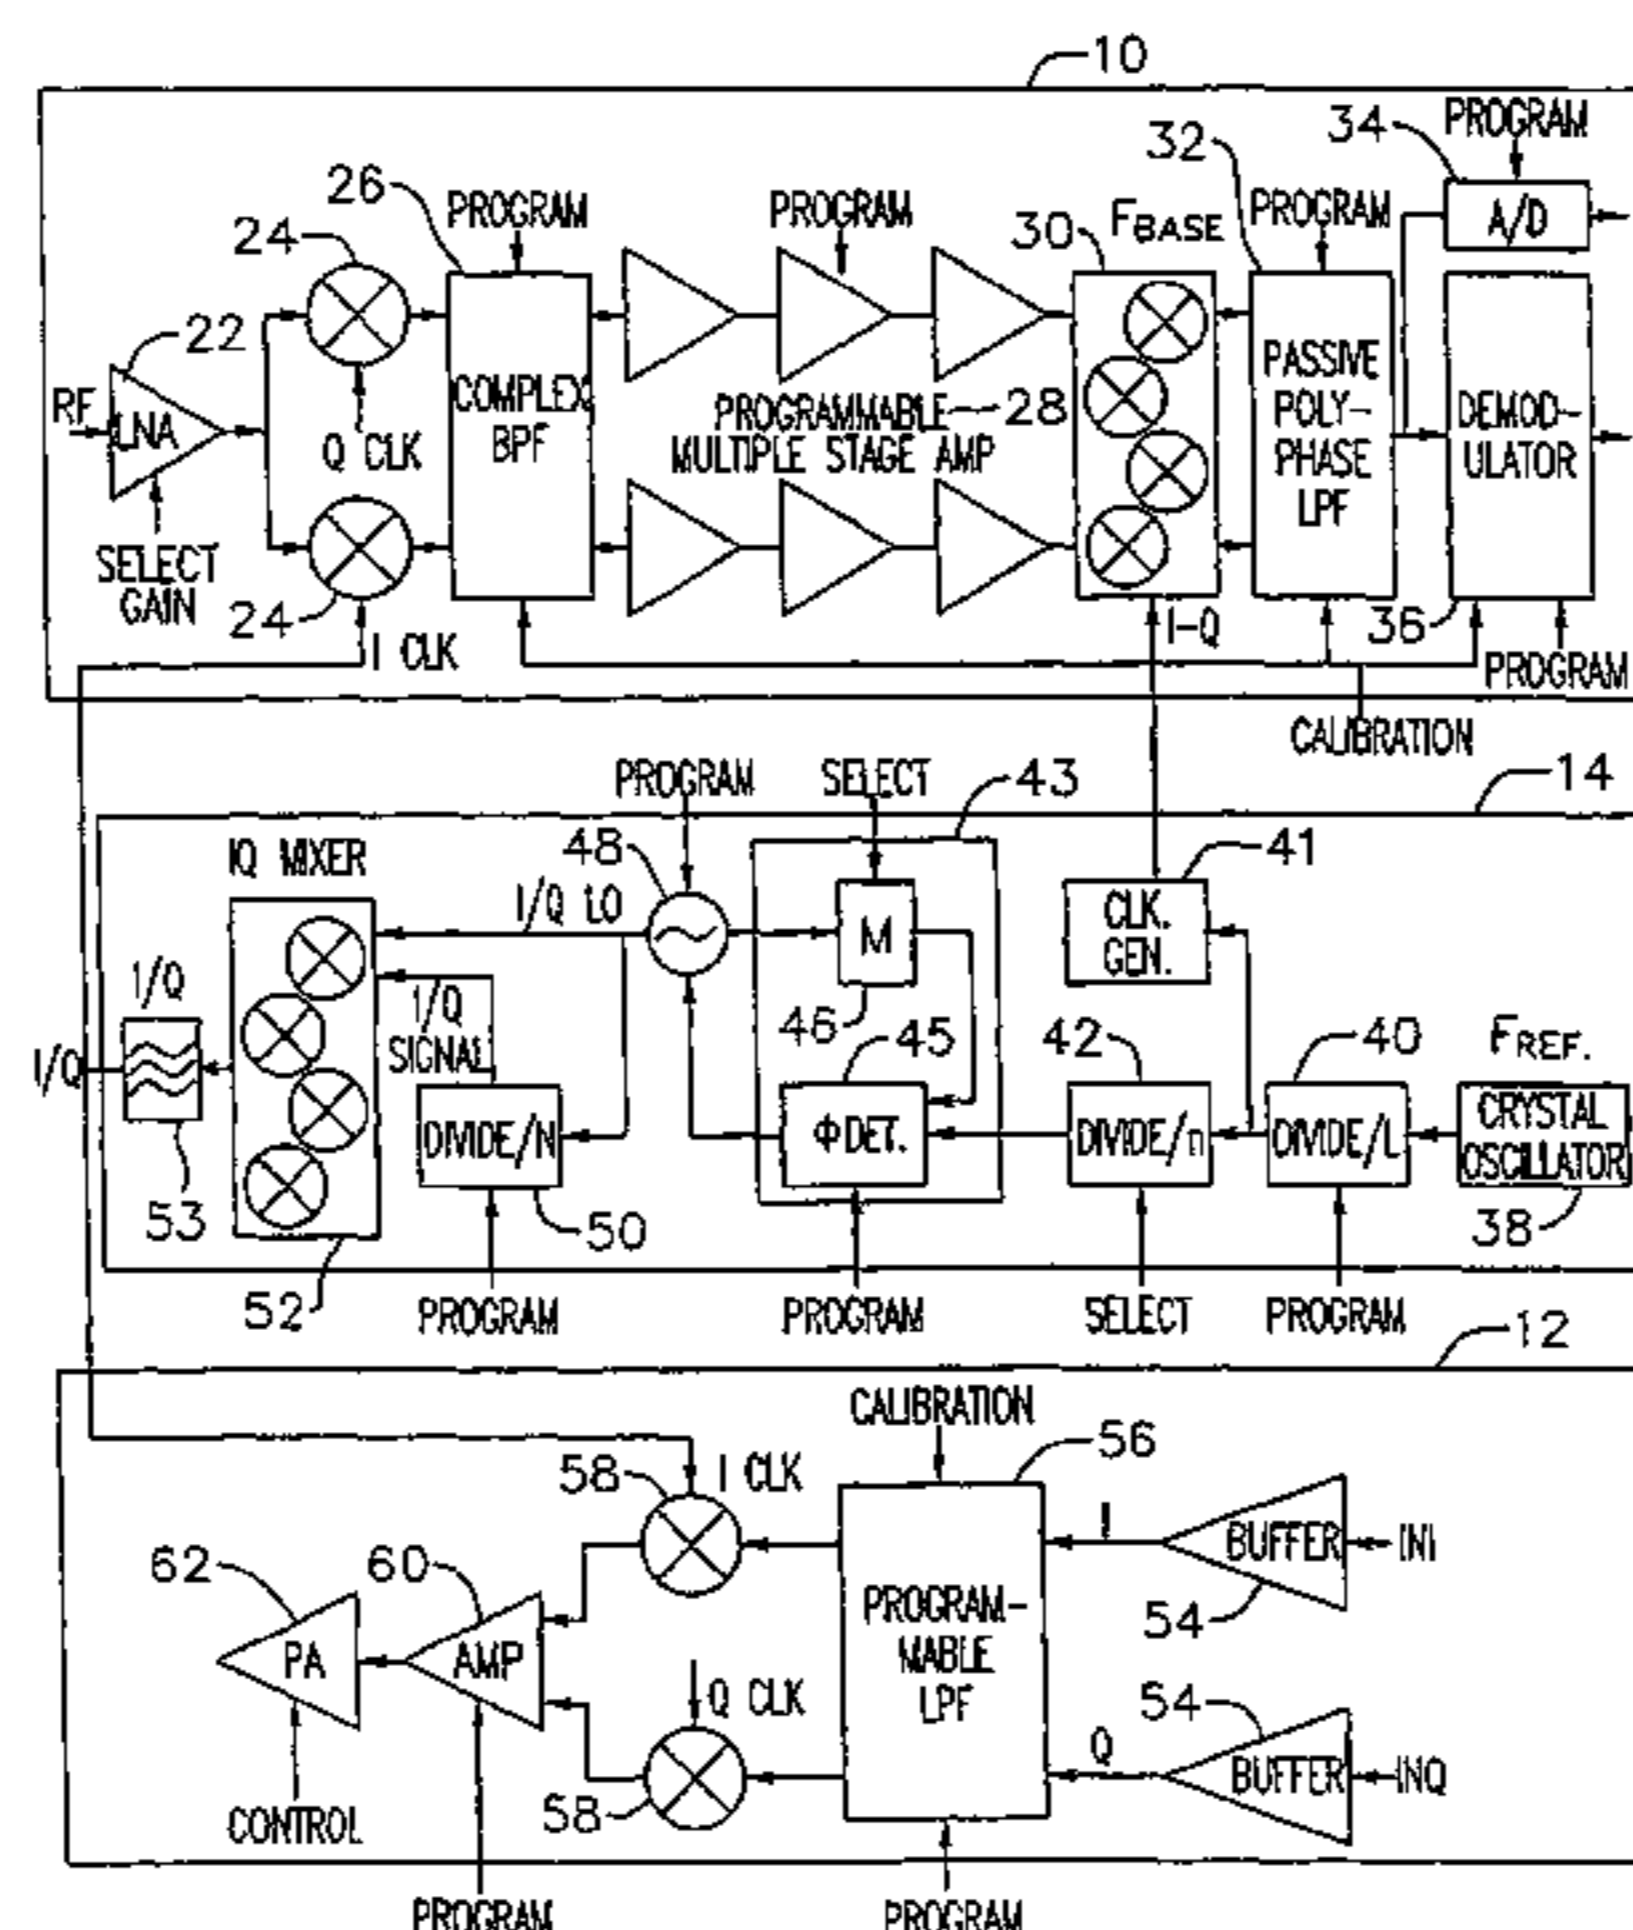 10
34
PROGRAM
32
26
PROGRAM
PROGRAM
30
FBASE
PROGRAM
A/D
24
22
RF
LNA
Q CLK
COMPLEX
BPF
PROGRAMMABLE
MULTIPLE STAGE AMP
28
PASSIVE
POLY-
PHASE
LPF
DEMOD-
ULATOR
SELECT
GAIN
24
I CLK
I-Q
36
PROGRAM
CALIBRATION
PROGRAM
SELECT
43
14
IQ MIXER
48
I/Q LO
M
46
CLK.
GEN.
41
I/Q
I/Q
I/Q
SIGNAL
45
42
40
FREF.
DIVIDE/N
Φ DET.
DIVIDE/n
DIVIDE/L
CRYSTAL
OSCILLATOR
53
50
38
52
PROGRAM
PROGRAM
SELECT
PROGRAM
12
CALIBRATION
56
58
I CLK
I
BUFFER
INI
54
62
60
PA
AMP
PROGRAM-
MABLE
LPF
Q CLK
54
Q
BUFFER
INQ
58
CONTROL
PROGRAM
PROGRAM